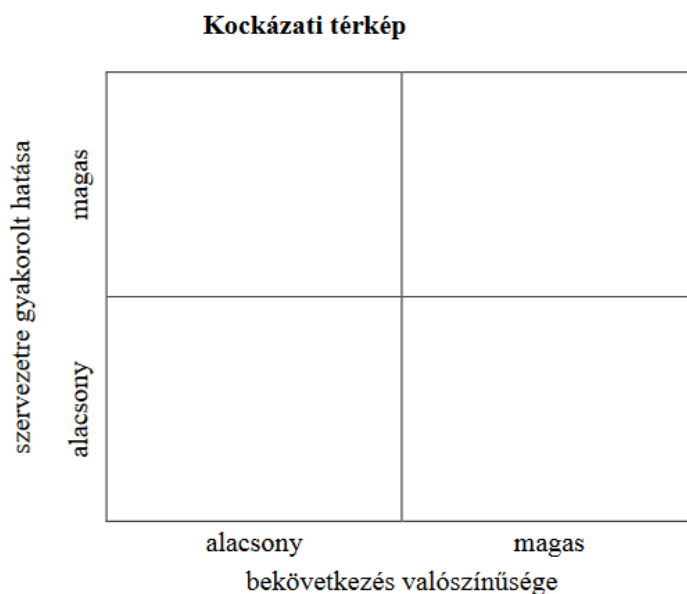 Kockázati térkép
szervezetre gyakorolt hatása
magas
alacsony
alacsony magas
bekövetkezés valószínűsége